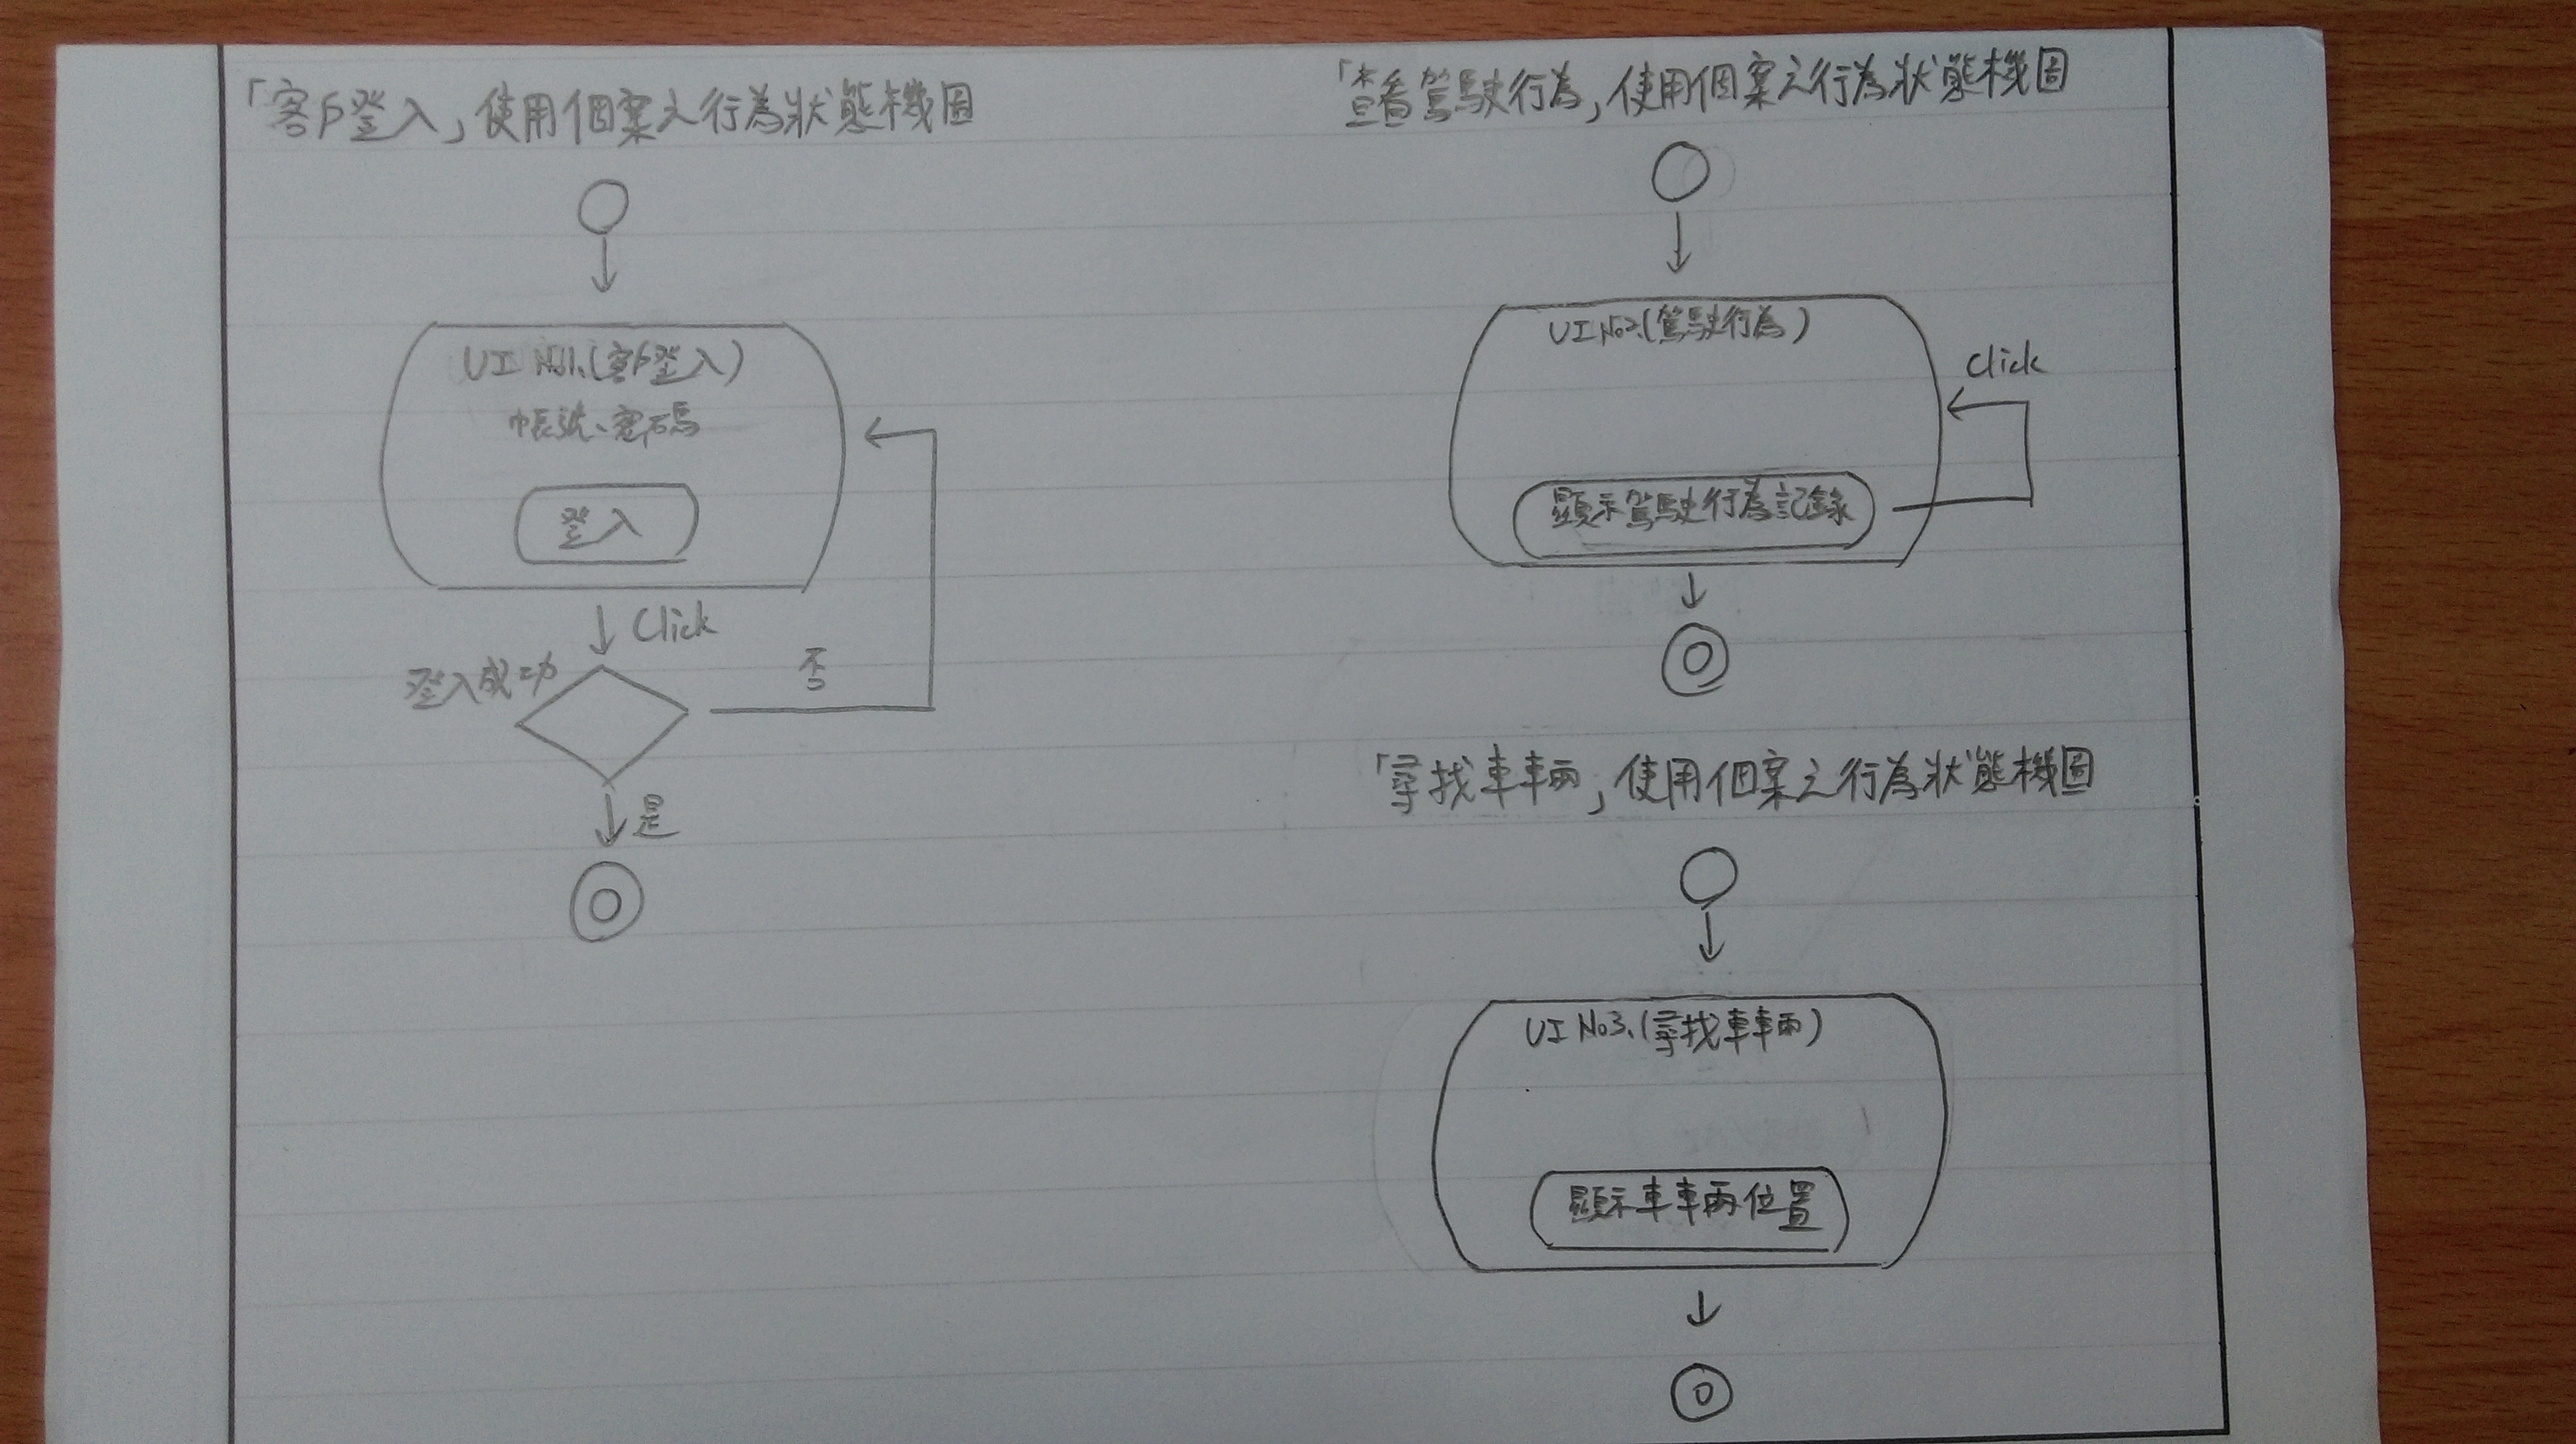 「客戶登入」使用個案之行為狀態機圖
UI No1.(客戶登入)
帳號、密碼
登入
Click
登入成功
否
是
「查看駕駛行為」使用個案之行為狀態機圖
UI No2.(駕駛行為)
Click
顯示駕駛行為記錄
「尋找車輛」使用個案之行為狀態機圖
UI No3.(尋找車輛)
顯示車輛位置